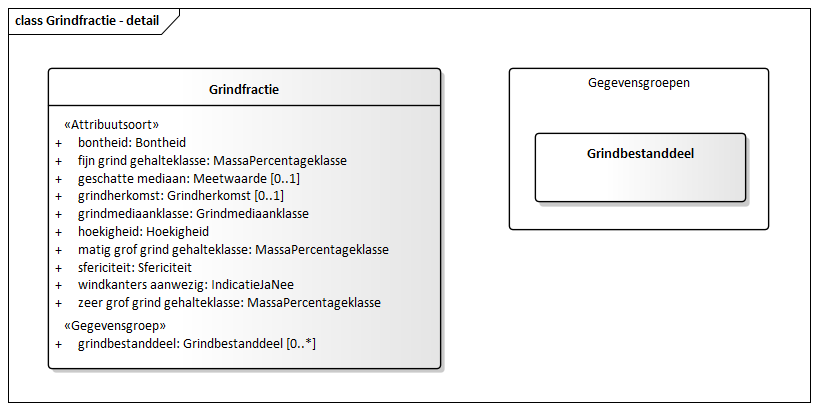 class Grindfractie - detail
Grindfractie
«Attribuutsoort»
+ bontheid: Bontheid
+ fijn grind gehalteklasse: MassaPercentageklasse
+ geschatte mediaan: Meetwaarde [0..1]
+ grindherkomst: Grindherkomst [0..1]
+ grindmediaanklasse: Grindmediaanklasse
+ hoekigheid: Hoekigheid
+ matig grof grind gehalteklasse: MassaPercentageklasse
+ sfericiteit: Sfericiteit
+ windkanters aanwezig: IndicatieJaNee
+ zeer grof grind gehalteklasse: MassaPercentageklasse
«Gegevensgroep»
+ grindbestanddeel: Grindbestanddeel [0..*]
Gegevensgroepen
Grindbestanddeel